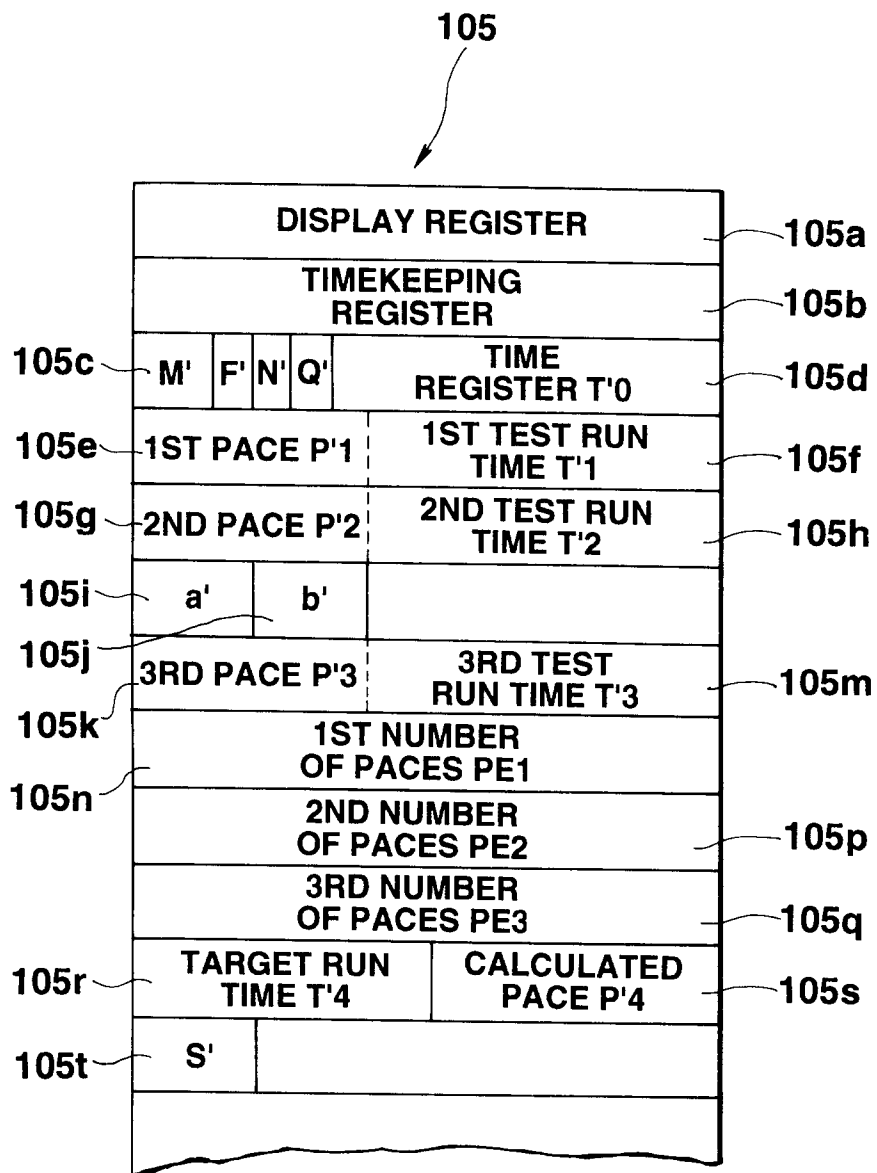 105
DISPLAY REGISTER
105a
TIMEKEEPING
REGISTER
105b
105c
M' F' N' Q'
TIME
REGISTER T'0
105d
105e
1ST PACE P'1
1ST TEST RUN
TIME T'1
105f
105g
2ND PACE P'2
2ND TEST RUN
TIME T'2
105h
105i
a' b'
105j
3RD PACE P'3
3RD TEST
RUN TIME T'3
105m
105k
1ST NUMBER
OF PACES PE1
105n
2ND NUMBER
OF PACES PE2
105p
3RD NUMBER
OF PACES PE3
105q
105r
TARGET RUN
TIME T'4
CALCULATED
PACE P'4
105s
105t
S'